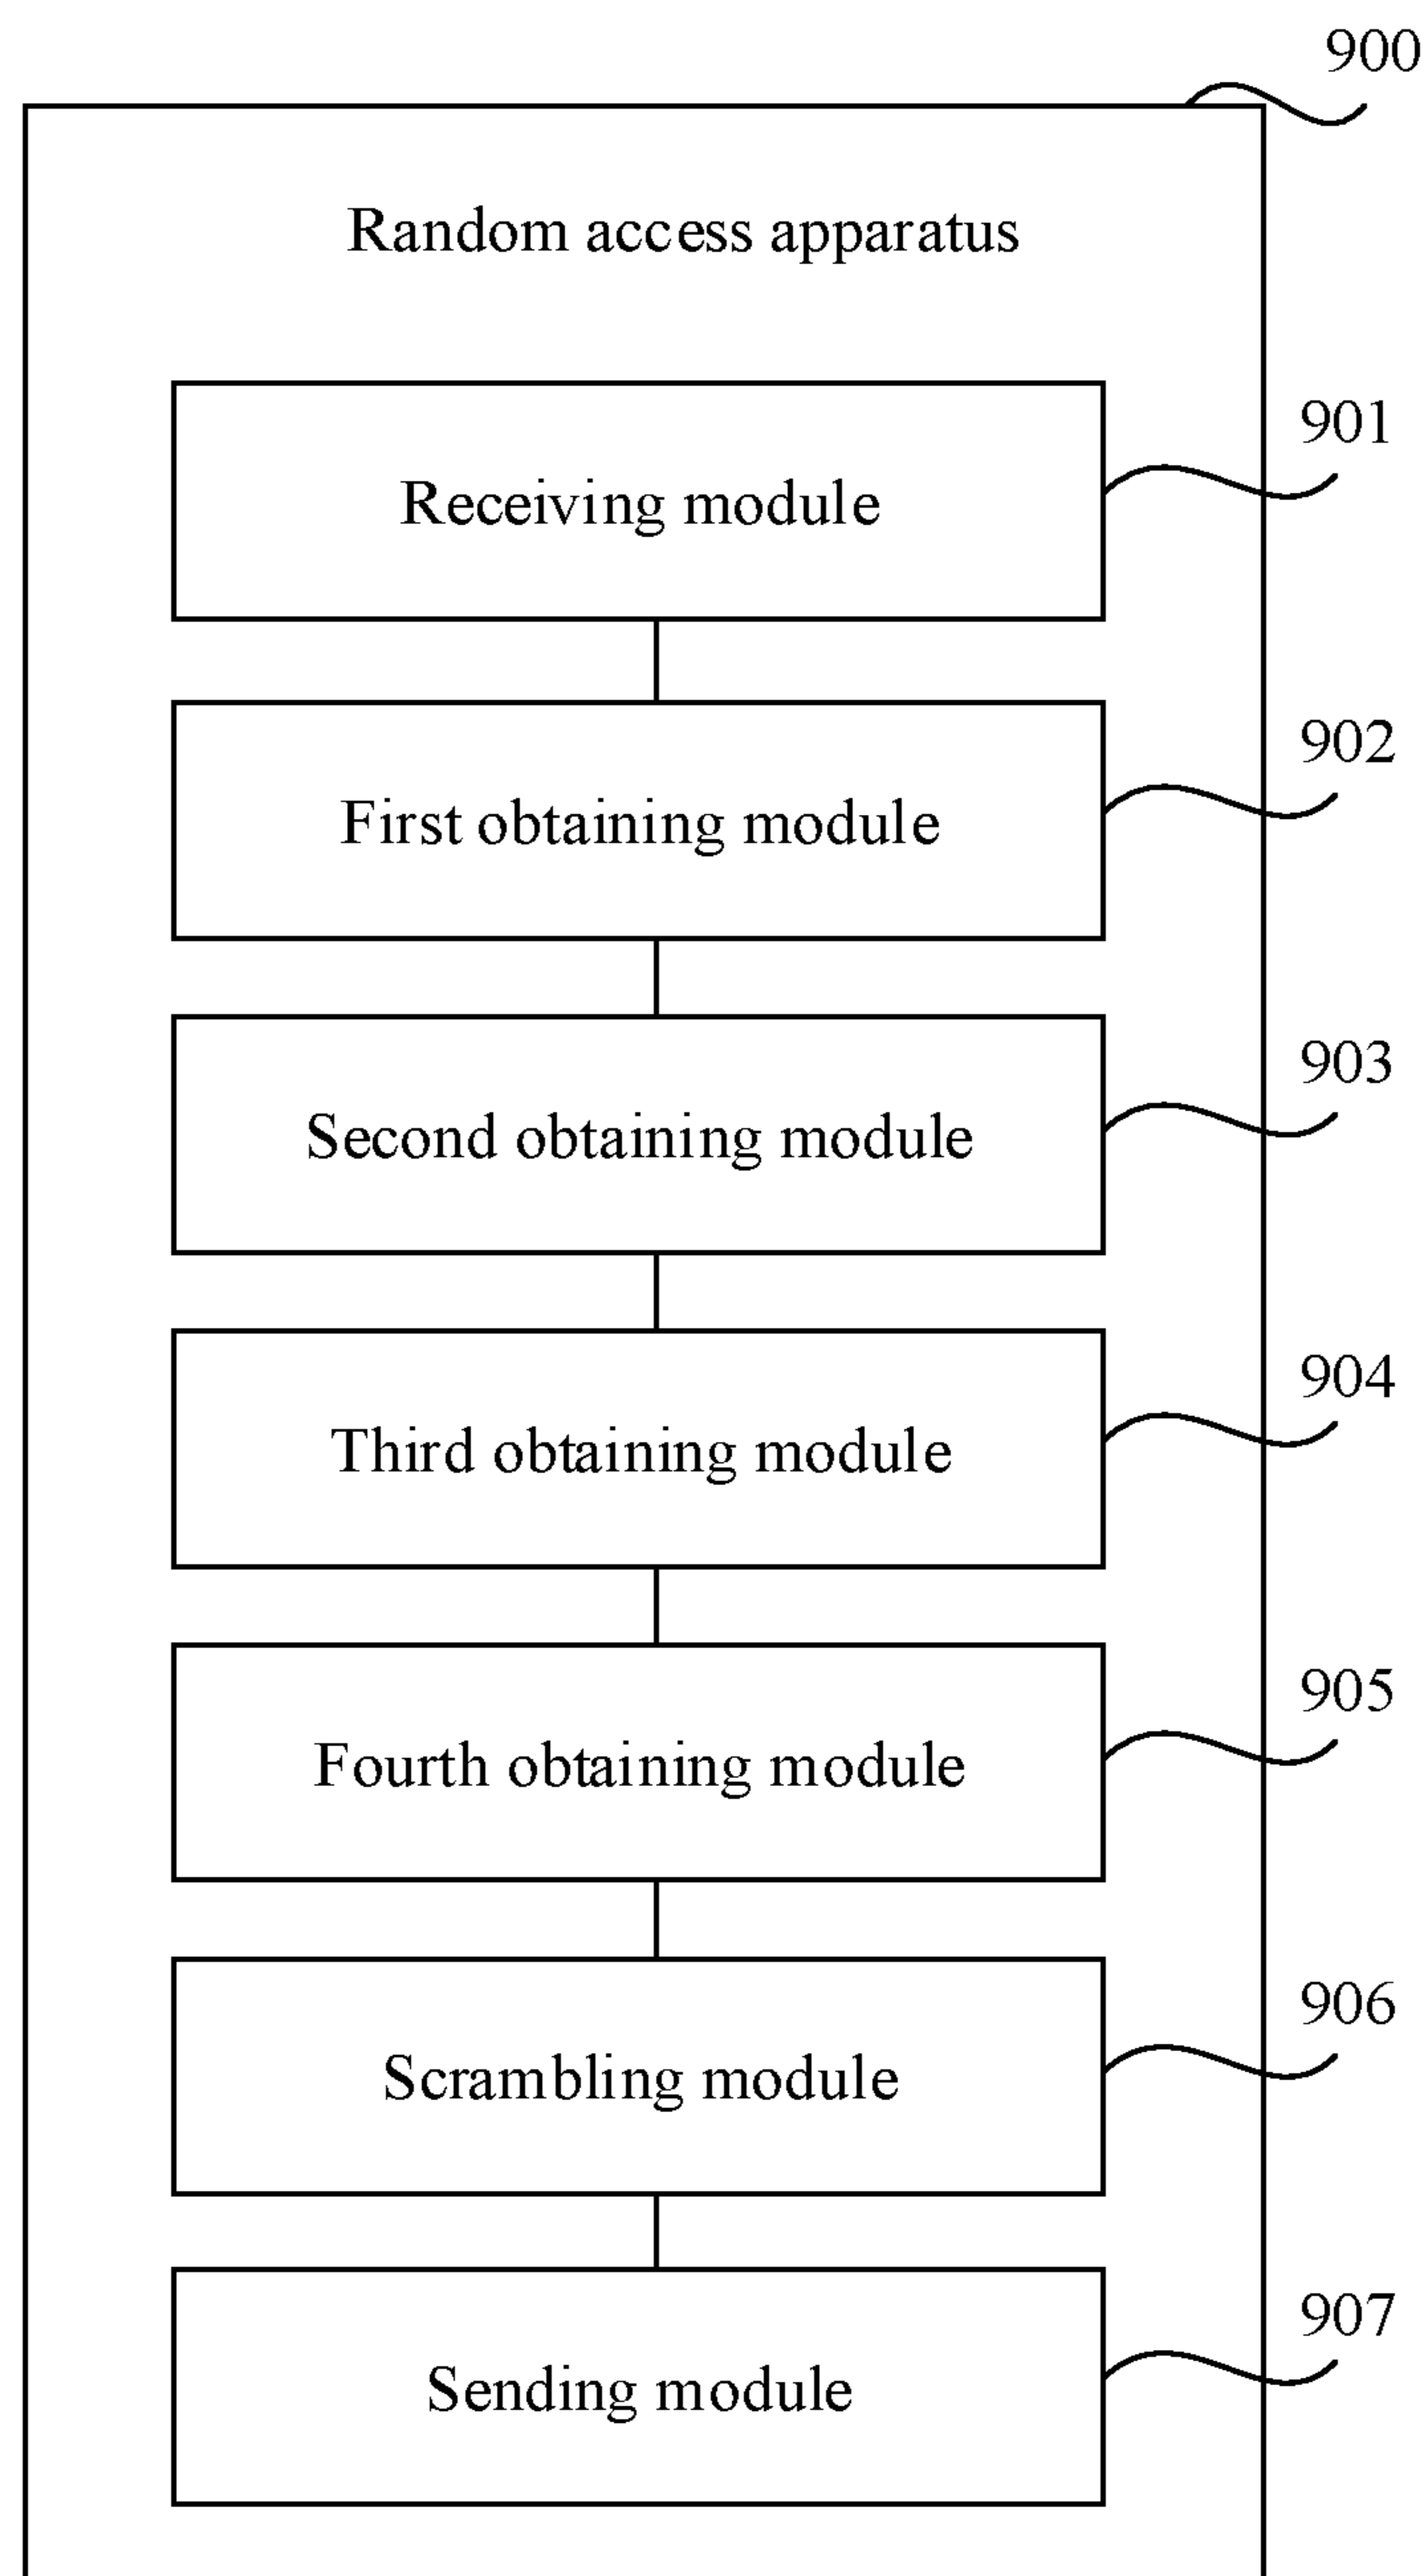 900
Random access apparatus
901
Receiving module
902
First obtaining module
903
Second obtaining module
904
Third obtaining module
905
Fourth obtaining module
906
Scrambling module
907
Sending module